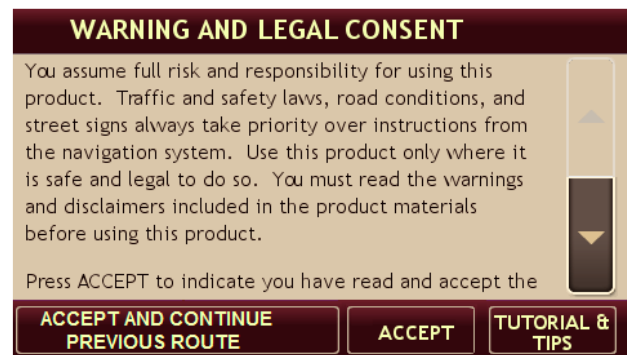 WARNING AND LEGAL CONSENT
You assume full risk and responsibility for using this
product. Traffic and safety laws, road conditions, and
street signs always take priority over instructions from
the navigation system. Use this product only where it
is safe and legal to do so. You must read the warnings
and disclaimers included in the product materials
before using this product.
Press ACCEPT to indicate you have read and accept the
ACCEPT AND CONTINUE
PREVIOUS ROUTE
ACCEPT
TUTORIAL &
TIPS